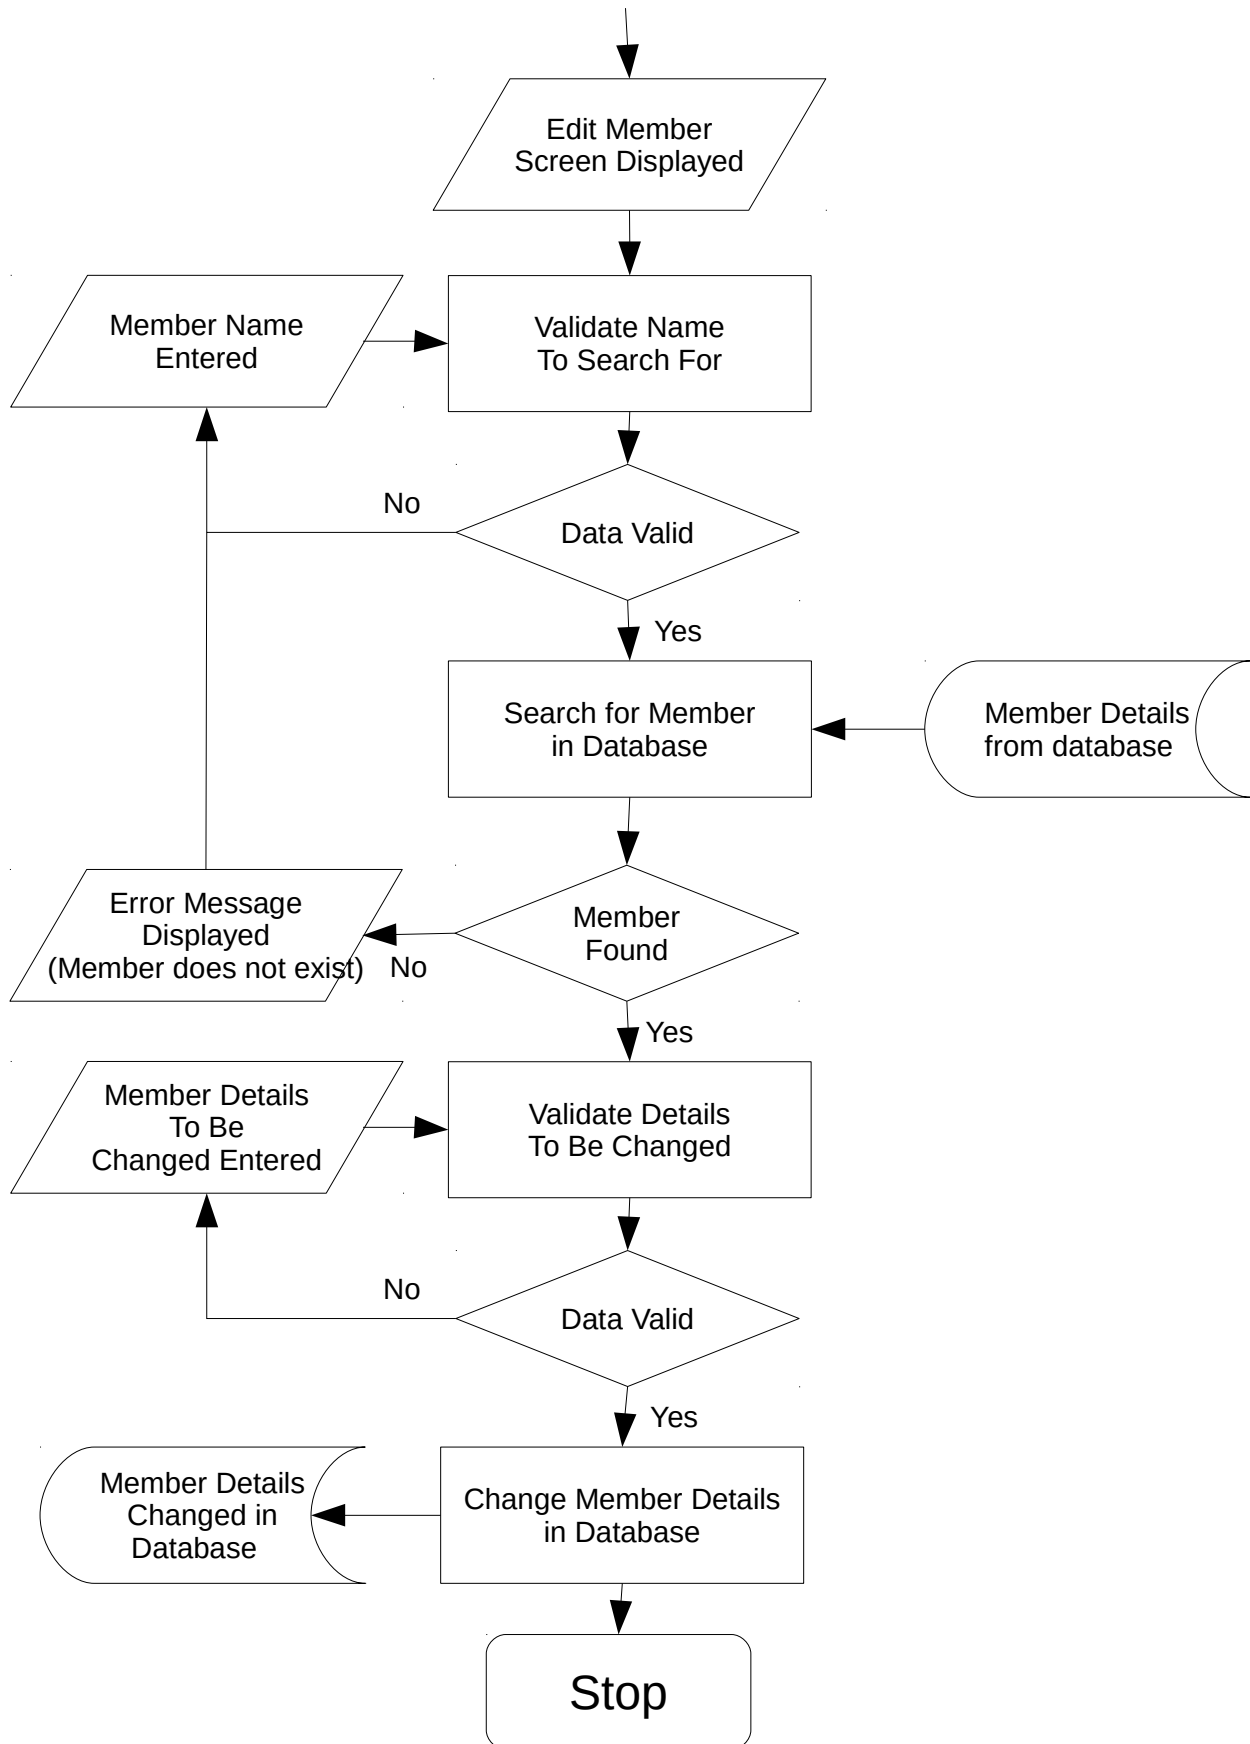 Edit Member
Screen Displayed
Member Name
Entered
Validate Name
To Search For
No
Data Valid
Yes
Search for Member
in Database
Member Details
from database
Error Message
Displayed
(Member does not exist)
No
Member
Found
Yes
Member Details
To Be
Changed Entered
Validate Details
To Be Changed
No
Data Valid
Yes
Member Details
Changed in
Database
Change Member Details
in Database
Stop